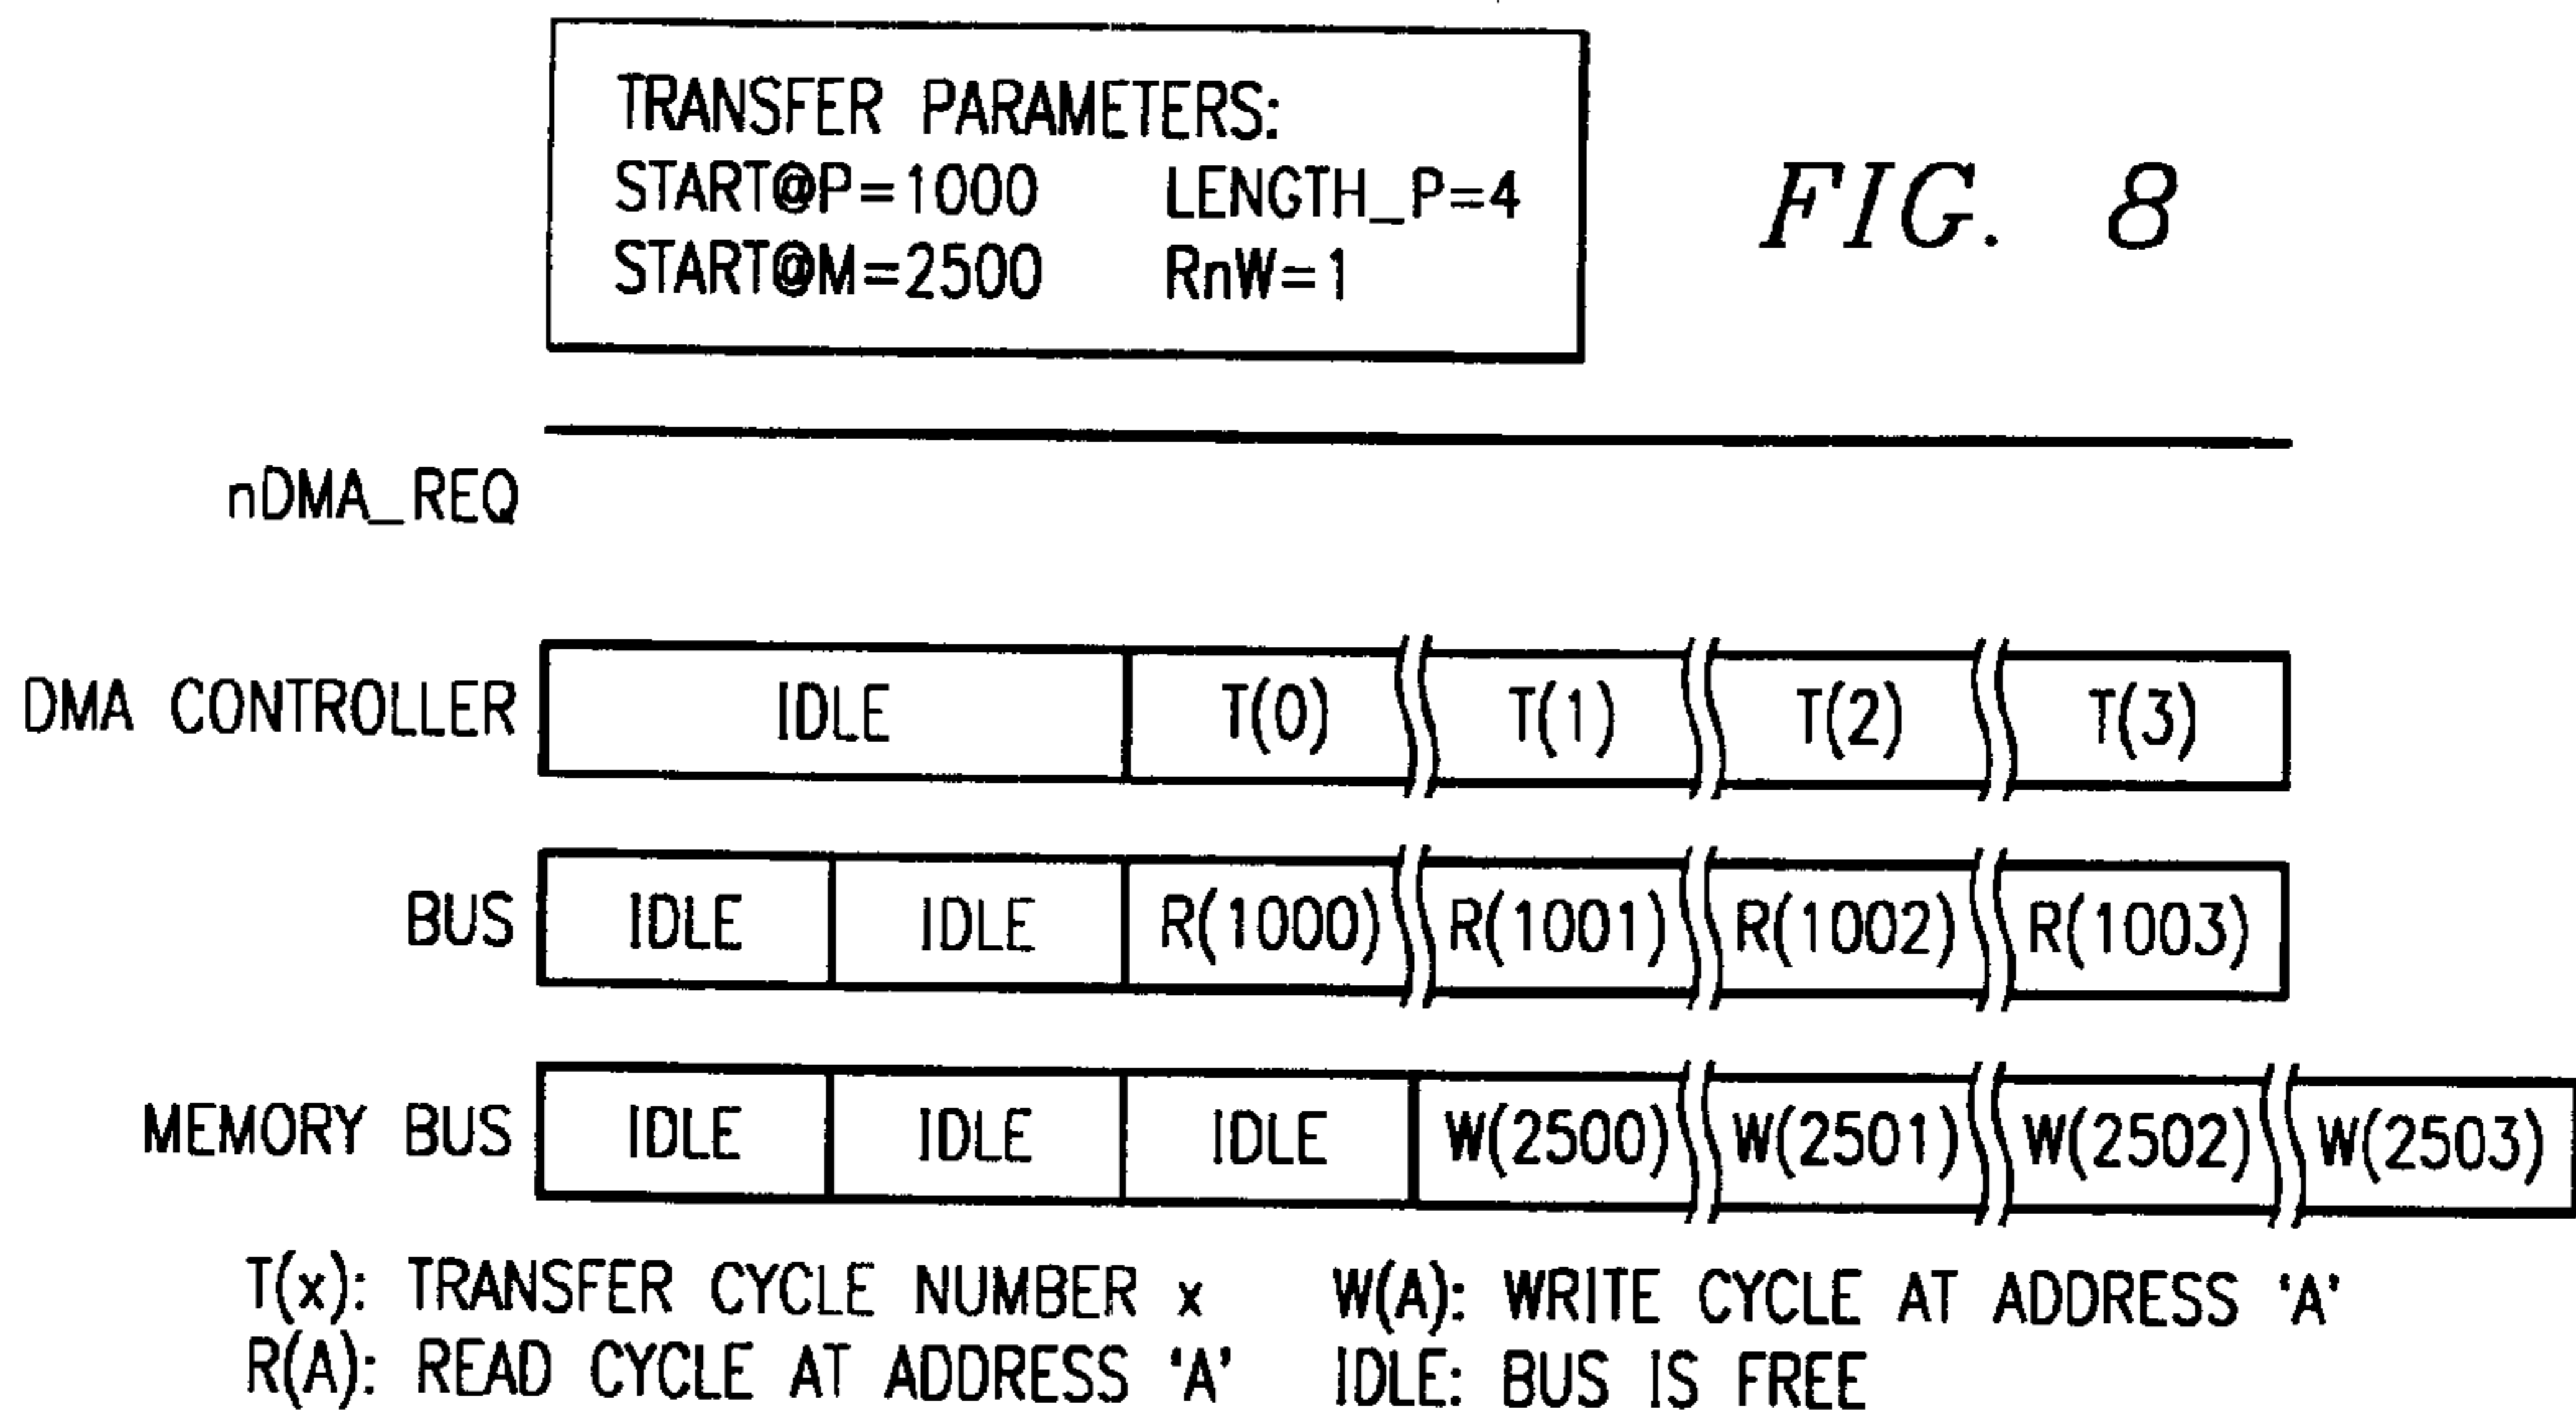 TRANSFER PARAMETERS:
START@P=1000 LENGTH_P=4
START@M=2500 RnW=1
FIG. 8
nDMA_REQ
DMA CONTROLLER IDLE T(0) T(1) T(2) T(3)
BUS IDLE IDLE R(1000) R(1001) R(1002) R(1003)
MEMORY BUS IDLE IDLE IDLE W(2500) W(2501) W(2502) W(2503)
T(x): TRANSFER CYCLE NUMBER x W(A): WRITE CYCLE AT ADDRESS 'A'
R(A): READ CYCLE AT ADDRESS 'A' IDLE: BUS IS FREE